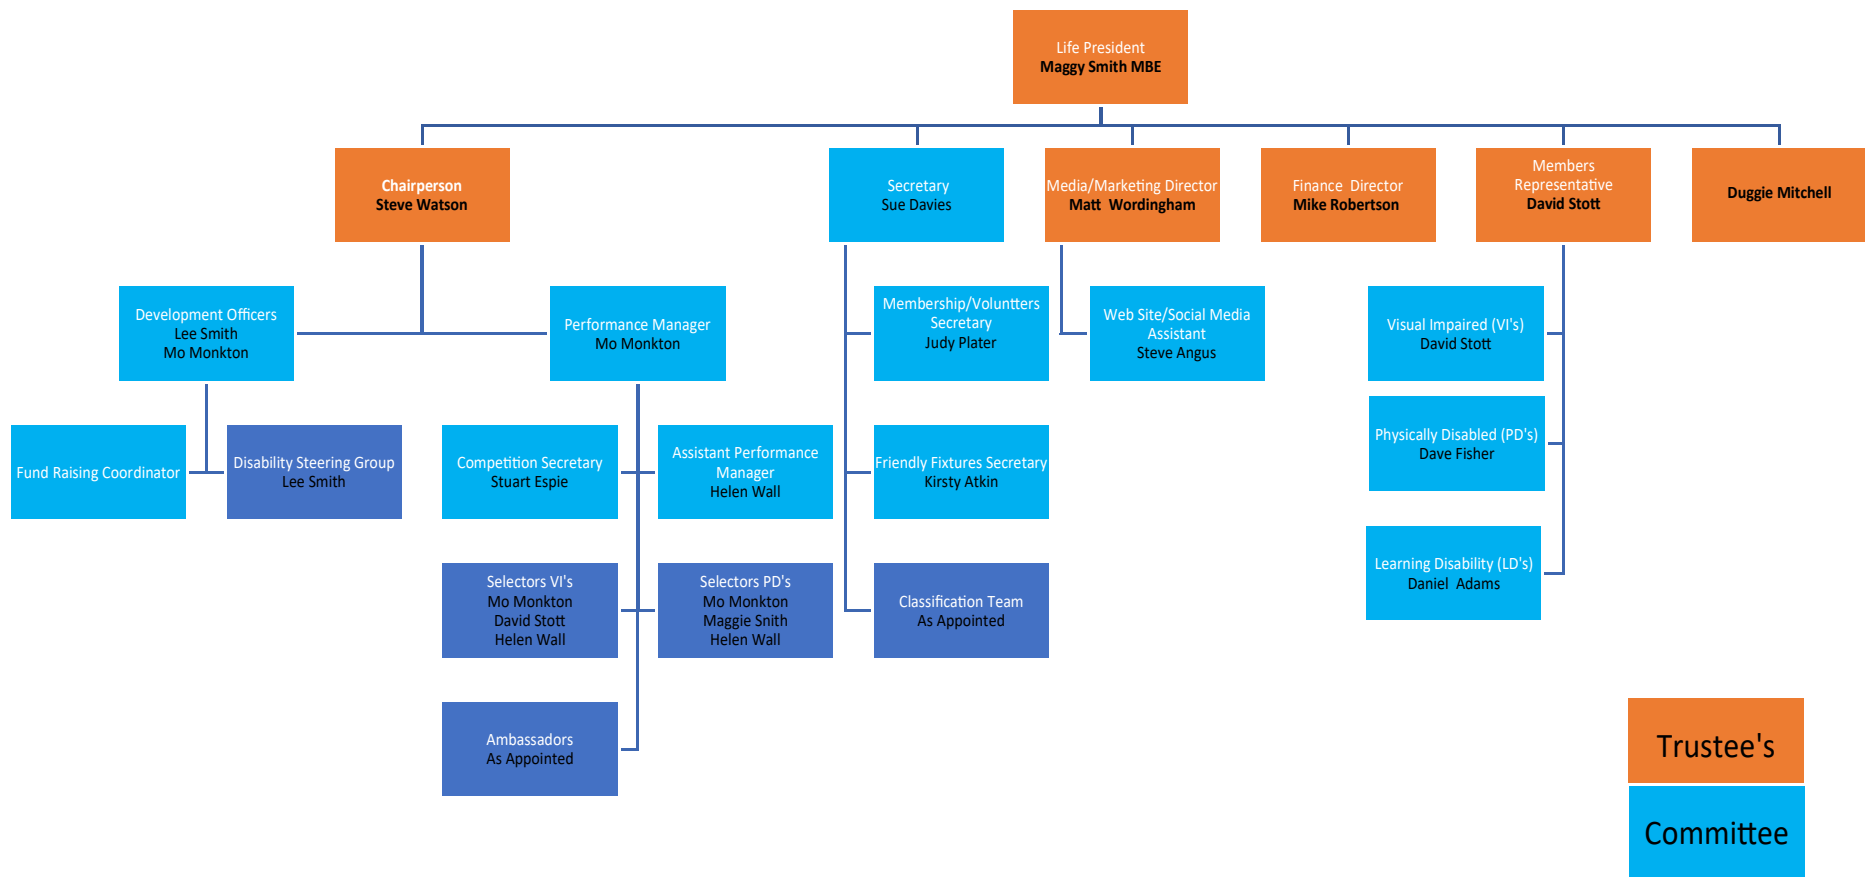 Life President
Maggy Smith MBE
Chairperson
Steve Watson
Secretary
Sue Davies
Media/Marketing Director
Matt Wordingham
Finance Director
Mike Robertson
Members
Representative
David Stott
Duggie Mitchell
Development Officers
Lee Smith
Mo Monkton
Performance Manager
Mo Monkton
Membership/Voluntters
Secretary
Judy Plater
Web Site/Social Media
Assistant
Steve Angus
Visual Impaired (VI's)
David Stott
Physically Disabled (PD's)
Dave Fisher
Fund Raising Coordinator
Disability Steering Group
Lee Smith
Competition Secretary
Stuart Espie
Assistant Performance
Manager
Helen Wall
Friendly Fixtures Secretary
Kirsty Atkin
Learning Disability (LD's)
Daniel Adams
Selectors VI's
Mo Monkton
David Stott
Helen Wall
Selectors PD's
Mo Monkton
Maggie Snith
Helen Wall
Classification Team
As Appointed
Ambassadors
As Appointed
Trustee's
Committee